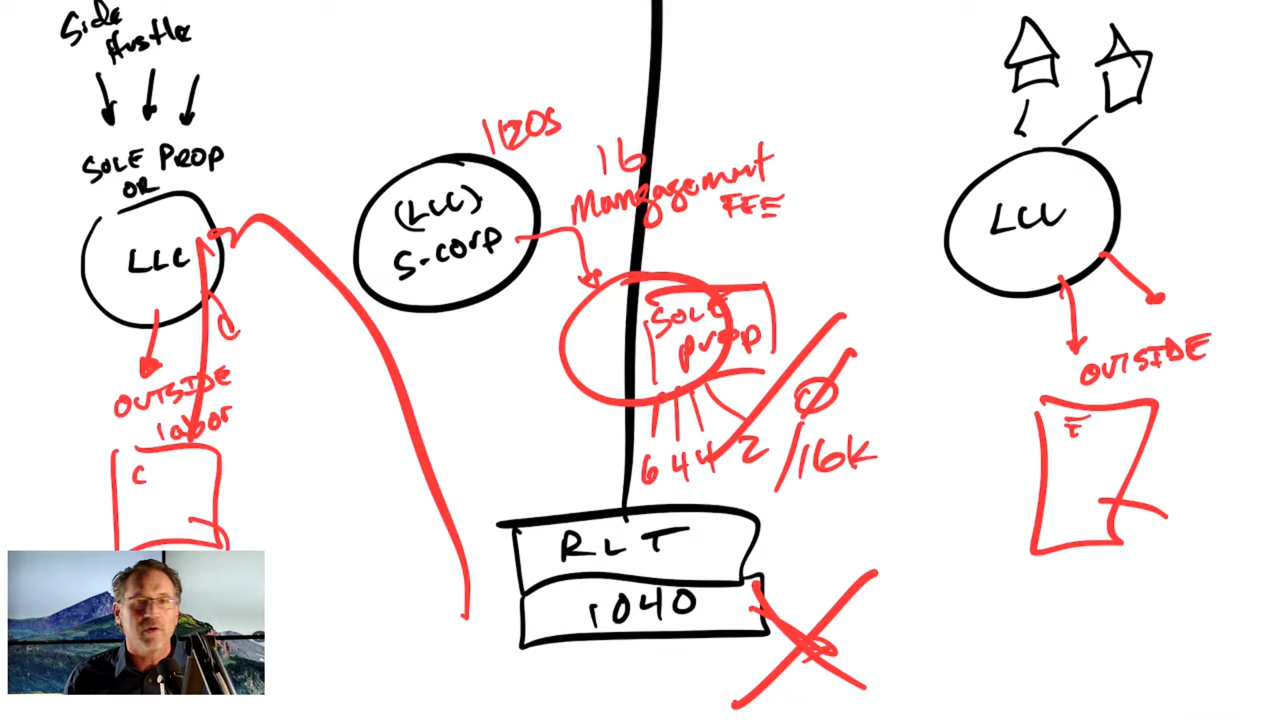 Side
Hustle
SOLE PROP
OR
LLC
OUTSIDE
labor
C
1120s
(LLC)
S-corp
16
Mangagement
FEE
SOLE
prop
6 4 4 2
Ø
/16K
RLT
1040
LLC
OUTSIDE
E